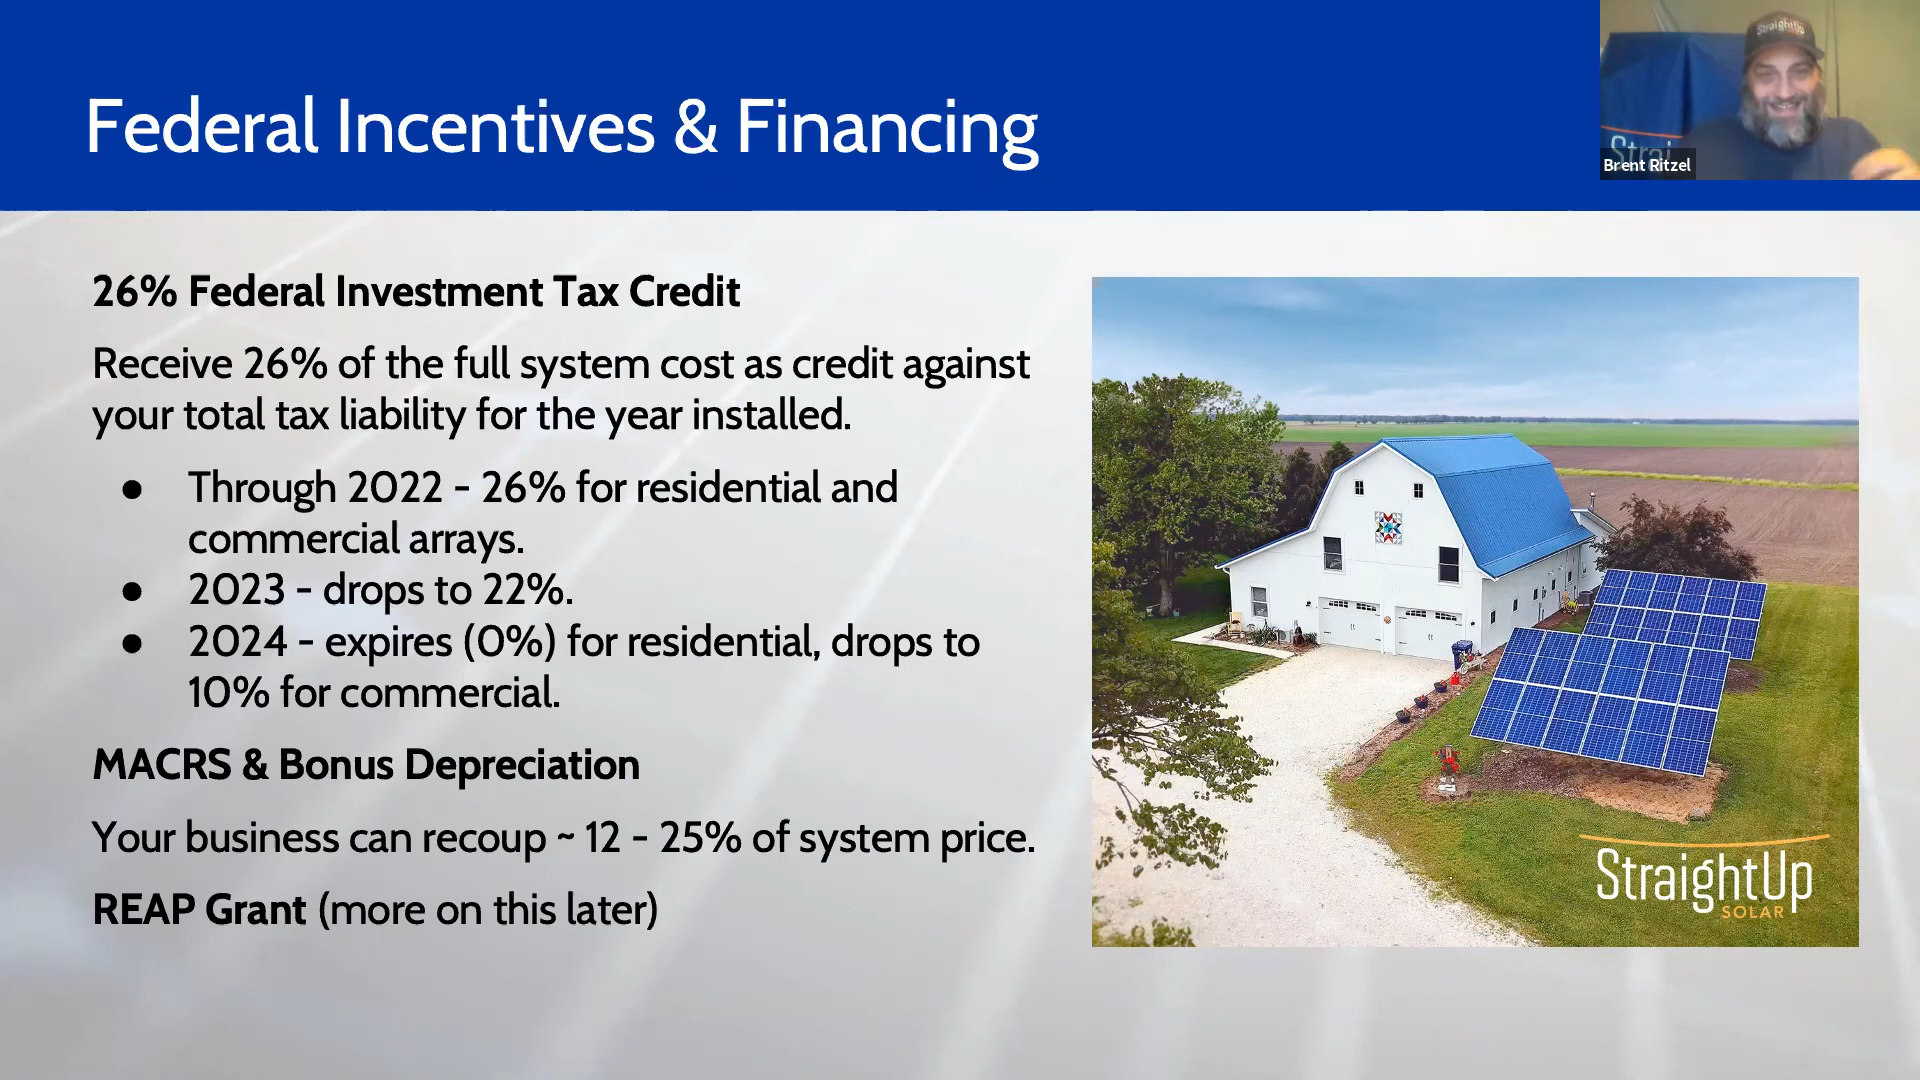 Federal Incentives & Financing
StraightUp
Brent Ritzel
26% Federal Investment Tax Credit
Receive 26% of the full system cost as credit against
your total tax liability for the year installed.
● Through 2022 - 26% for residential and
commercial arrays.
● 2023 - drops to 22%.
● 2024 - expires (0%) for residential, drops to
10% for commercial.
MACRS & Bonus Depreciation
Your business can recoup ~ 12 - 25% of system price.
REAP Grant (more on this later)
StraightUp
SOLAR